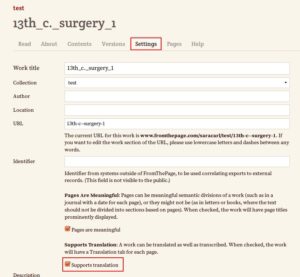 test
13th_c._surgery_1
Read About Contents Versions Settings Pages Help
Work title 13th_c._surgery_1
Collection test
Author
Location
URL 13th-c--surgery-1
The current URL for this work is www.fromthepage.com/saracarl/test/13th-c--surgery-1. If
you want to edit the work section of the URL, please use lowercase letters and dashes between any
words.
Identifier
Identifier from systems outside of FromThePage, to be used correlating exports to external
records. (This field is not visible to the public.)
Pages Are Meaningful: Pages can be meaningful semantic divisions of a work (such as in a
journal with a date for each page), or they might not be (as in letters or books, where the text
should not be divided into sections based on pages). When checked, the work will have page titles
prominently displayed.
Pages are meaningful
Supports Translation: A work can be translated as well as transcribed. When checked, the work
will have a Translation tab for each page.
Supports translation
Description